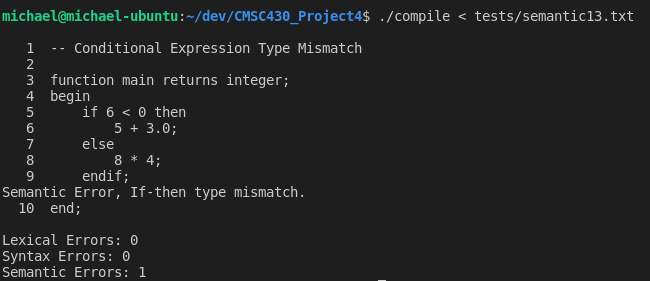 michael@michael-ubuntu:~/dev/CMSC430_Project4$ ./compile < tests/semantic13.txt
1 -- Conditional Expression Type Mismatch
2
3 function main returns integer;
4 begin
5 if 6 < 0 then
6 5 + 3.0;
7 else
8 8 * 4;
9 endif;
Semantic Error, If-then type mismatch.
10 end;
Lexical Errors: 0
Syntax Errors: 0
Semantic Errors: 1